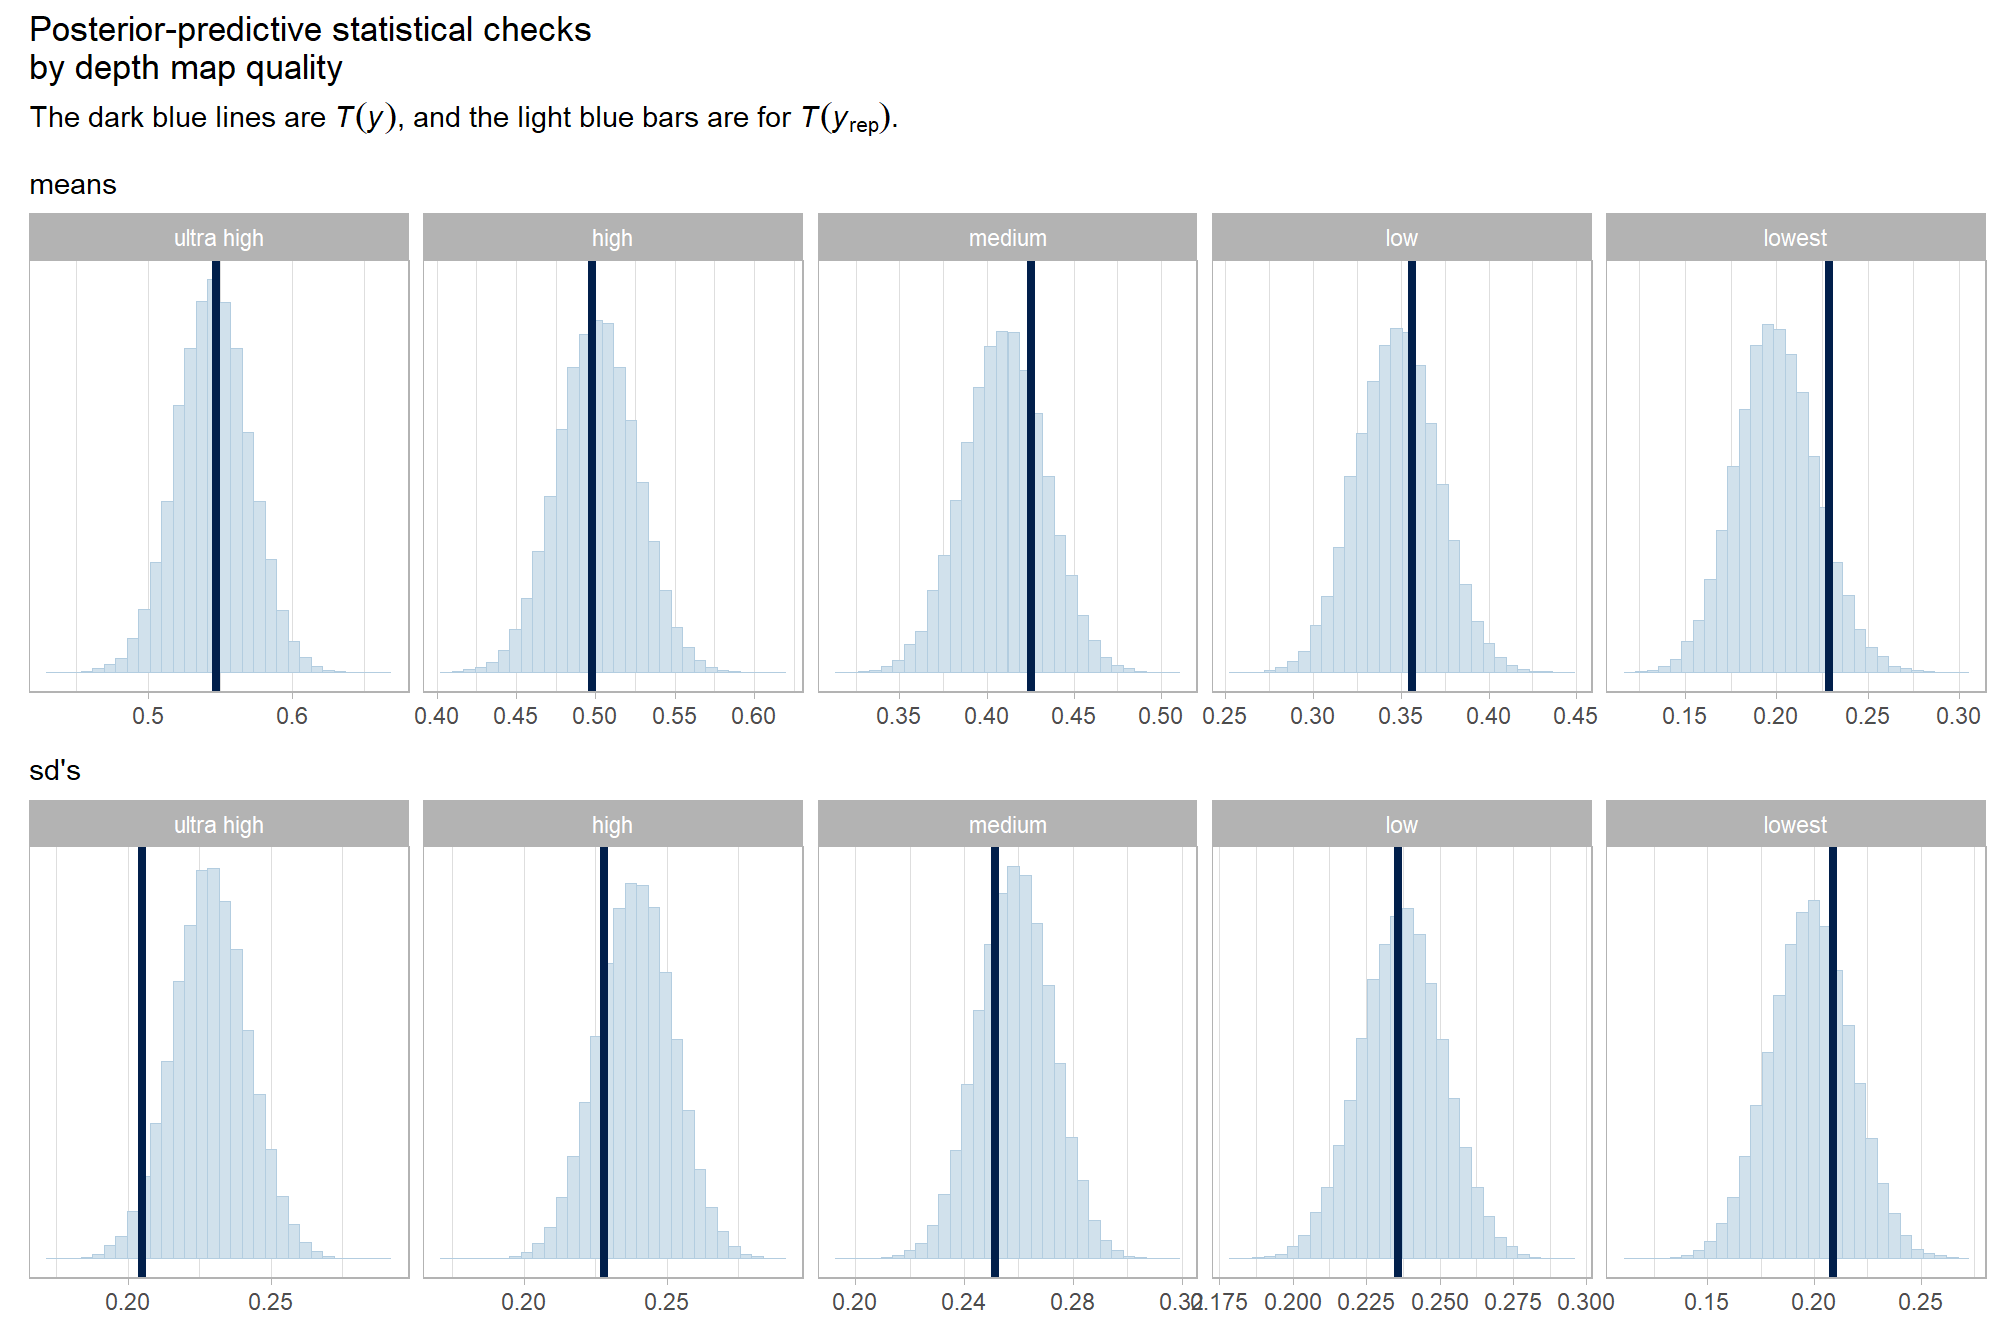 Posterior-predictive statistical checks
by depth map quality
The dark blue lines are T(y), and the light blue bars are for T(y_rep).
means
ultra high high medium low lowest
0.5 0.6 0.40 0.45 0.50 0.55 0.60 0.35 0.40 0.45 0.50 0.25 0.30 0.35 0.40 0.45 0.15 0.20 0.25 0.30
sd's
ultra high high medium low lowest
0.20 0.25 0.20 0.25 0.20 0.24 0.28 0.32 0.175 0.200 0.225 0.250 0.275 0.300 0.15 0.20 0.25